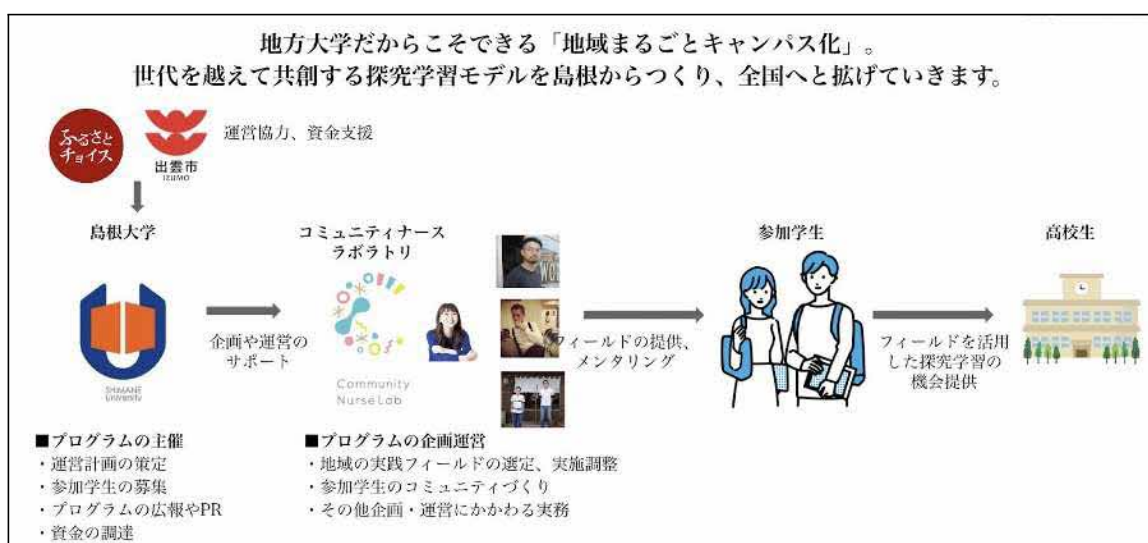 地方大学だからこそできる「地域まるごとキャンパス化」。
世代を越えて共創する探究学習モデルを島根からつくり、全国へと拡げていきます。
ふるさと
チョイス
出雲市
IZUMO
運営協力、資金支援
島根大学
SHIMANE
University
企画や運営の
サポート
コミュニティナース
ラボラトリ
Community
Nurse Lab
フィールドの提供、
メンタリング
参加学生
フィールドを活用
した探究学習の
機会提供
高校生
■プログラムの主催
・運営計画の策定
・参加学生の募集
・プログラムの広報やPR
・資金の調達
■プログラムの企画運営
・地域の実践フィールドの選定、実施調整
・参加学生のコミュニティづくり
・その他企画・運営にかかわる実務